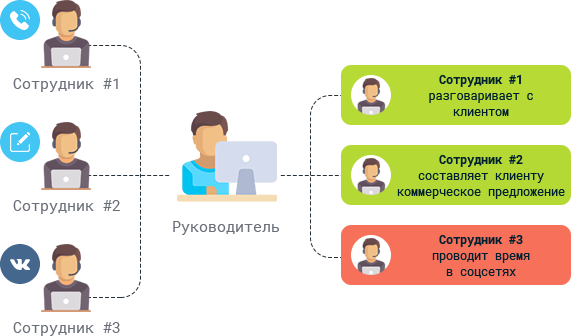 Сотрудник #1
Сотрудник #2
Сотрудник #3
Руководитель
Сотрудник #1
разговаривает с
клиентом
Сотрудник #2
составляет клиенту
коммерческое предложение
Сотрудник #3
проводит время
в соцсетях